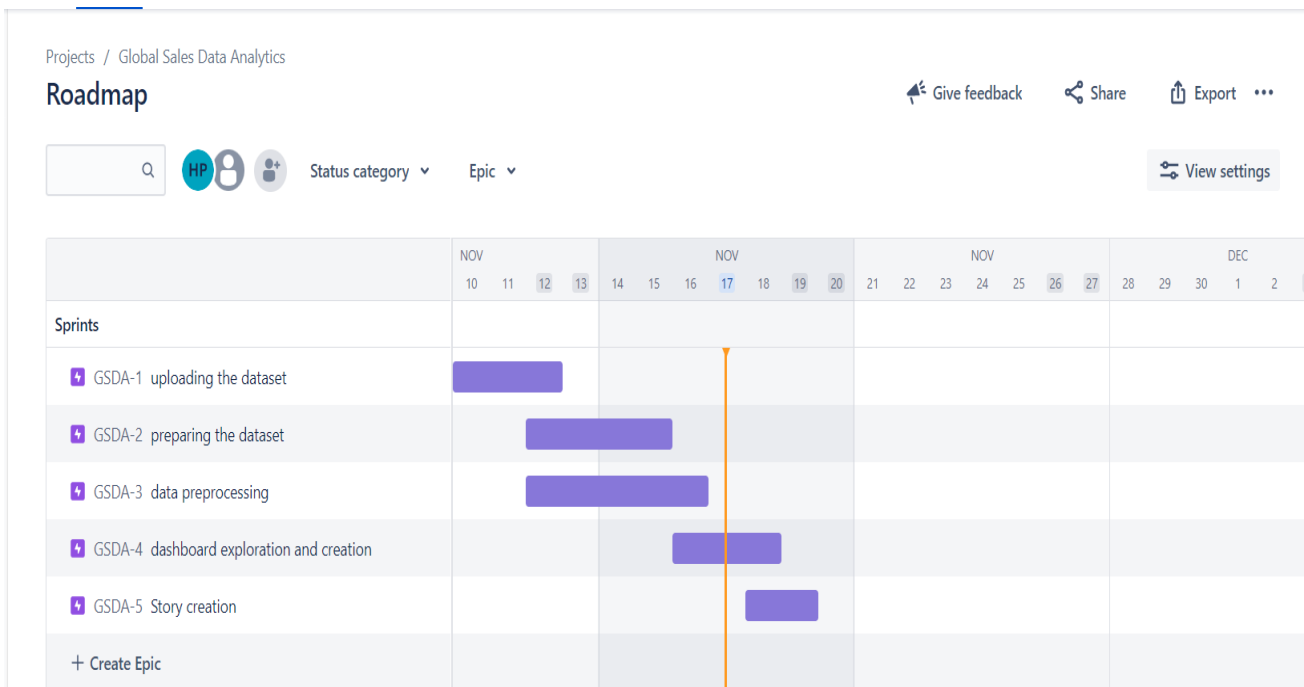 Projects / Global Sales Data Analytics
Roadmap
Give feedback
Share
Export
HP
Status category
Epic
View settings
NOV NOV NOV DEC
10 11 12 13 14 15 16 17 18 19 20 21 22 23 24 25 26 27 28 29 30 1 2
Sprints
GSDA-1 uploading the dataset
GSDA-2 preparing the dataset
GSDA-3 data preprocessing
GSDA-4 dashboard exploration and creation
GSDA-5 Story creation
+ Create Epic